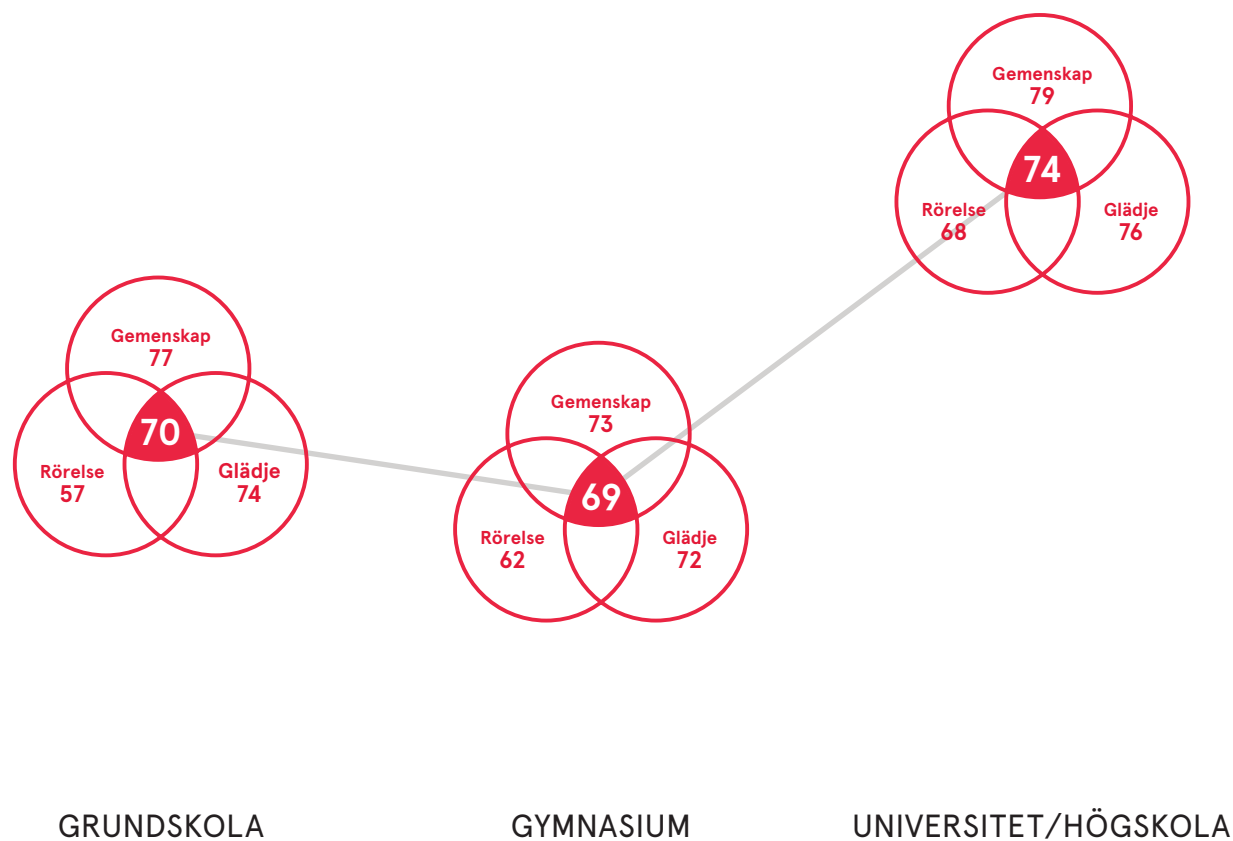 Gemenskap
77
70
Rörelse
57
Glädje
74
Gemenskap
73
69
Rörelse
62
Glädje
72
Gemenskap
79
74
Rörelse
68
Glädje
76
GRUNDSKOLA
GYMNASIUM
UNIVERSITET/HÖGSKOLA